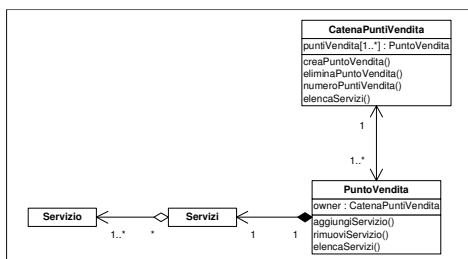 CatenaPuntiVendita
puntiVendita[1..*] : PuntoVendita
creaPuntoVendita()
eliminaPuntoVendita()
numeroPuntiVendita()
elencaServizi()
1
1..*
PuntoVendita
owner : CatenaPuntiVendita
aggiungiServizio()
rimuoviServizio()
elencaServizi()
Servizio
Servizi
1..*
*
1
1